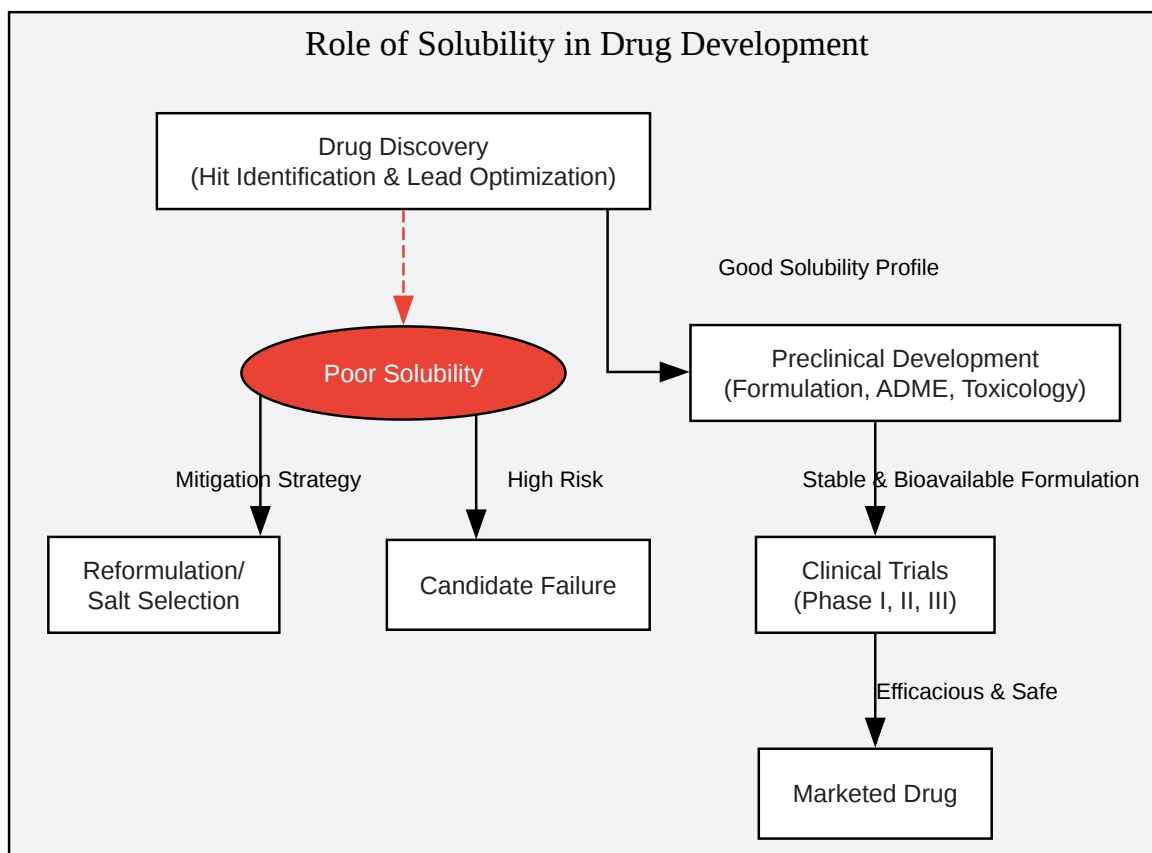 Role of Solubility in Drug Development
Drug Discovery
(Hit Identification & Lead Optimization)
Good Solubility Profile
Poor Solubility
Preclinical Development
(Formulation, ADME, Toxicology)
Mitigation Strategy
High Risk
Stable & Bioavailable Formulation
Reformulation/
Salt Selection
Candidate Failure
Clinical Trials
(Phase I, II, III)
Efficacious & Safe
Marketed Drug